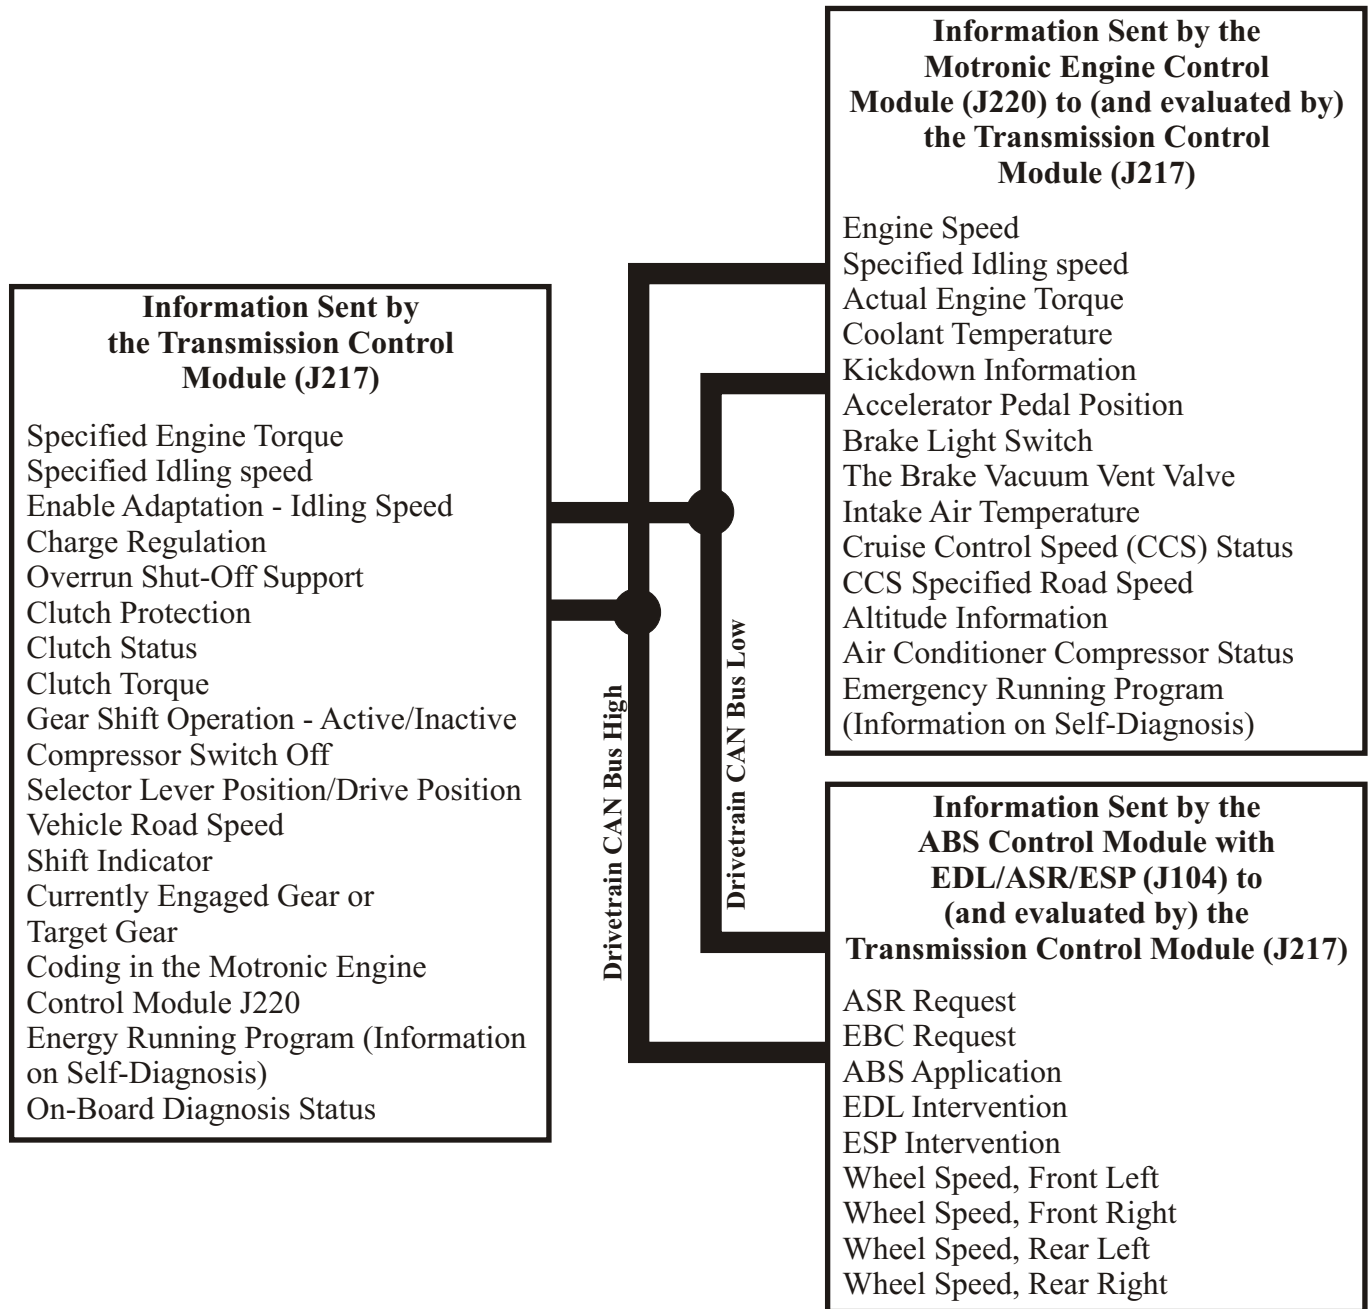 Information Sent by
the Transmission Control
Module (J217)
Specified Engine Torque
Specified Idling speed
Enable Adaptation - Idling Speed
Charge Regulation
Overrun Shut-Off Support
Clutch Protection
Clutch Status
Clutch Torque
Gear Shift Operation - Active/Inactive
Compressor Switch Off
Selector Lever Position/Drive Position
Vehicle Road Speed
Shift Indicator
Currently Engaged Gear or
Target Gear
Coding in the Motronic Engine
Control Module J220
Energy Running Program (Information
on Self-Diagnosis)
On-Board Diagnosis Status
Drivetrain CAN Bus High
Drivetrain CAN Bus Low
Information Sent by the
Motronic Engine Control
Module (J220) to (and evaluated by)
the Transmission Control
Module (J217)
Engine Speed
Specified Idling speed
Actual Engine Torque
Coolant Temperature
Kickdown Information
Accelerator Pedal Position
Brake Light Switch
The Brake Vacuum Vent Valve
Intake Air Temperature
Cruise Control Speed (CCS) Status
CCS Specified Road Speed
Altitude Information
Air Conditioner Compressor Status
Emergency Running Program
(Information on Self-Diagnosis)
Information Sent by the
ABS Control Module with
EDL/ASR/ESP (J104) to
(and evaluated by) the
Transmission Control Module (J217)
ASR Request
EBC Request
ABS Application
EDL Intervention
ESP Intervention
Wheel Speed, Front Left
Wheel Speed, Front Right
Wheel Speed, Rear Left
Wheel Speed, Rear Right